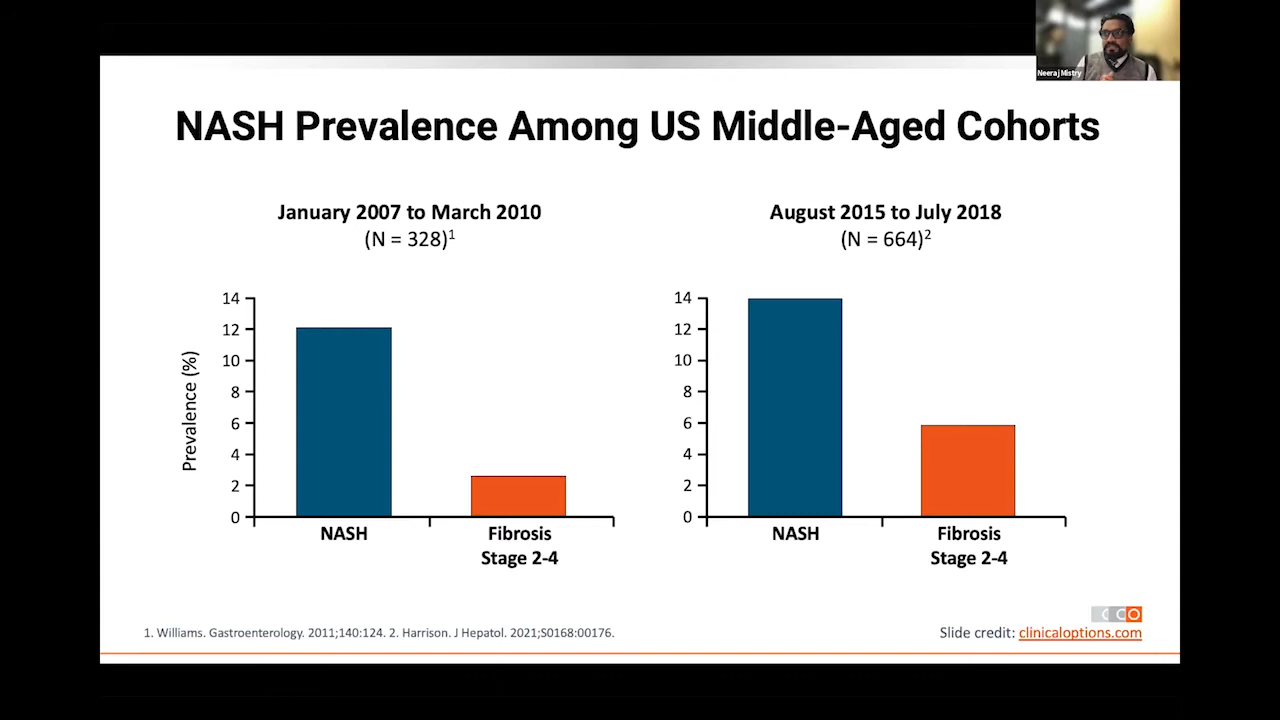 Neeraj Mistry
NASH Prevalence Among US Middle-Aged Cohorts
January 2007 to March 2010
(N = 328)1
August 2015 to July 2018
(N = 664)2
Prevalence (%)
14
12
10
8
6
4
2
0
NASH
Fibrosis
Stage 2-4
14
12
10
8
6
4
2
0
NASH
Fibrosis
Stage 2-4
CCO
1. Williams. Gastroenterology. 2011;140:124. 2. Harrison. J Hepatol. 2021;S0168:00176.
Slide credit: clinicaloptions.com